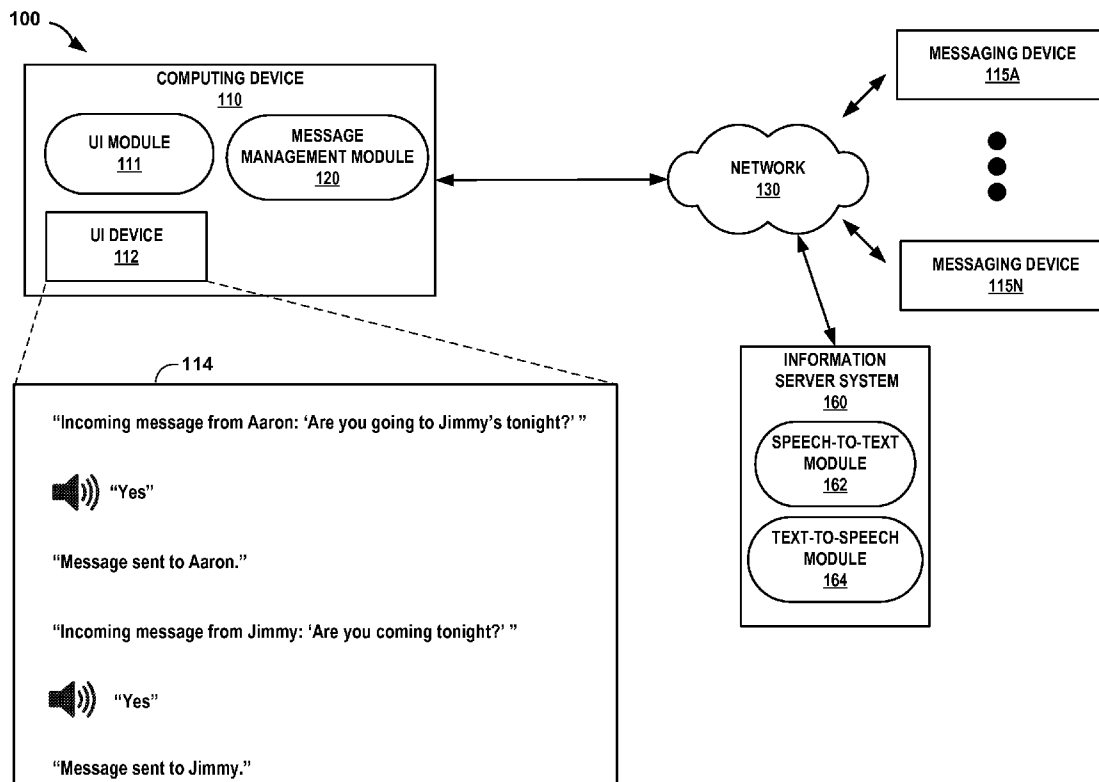 100
COMPUTING DEVICE
110
UI MODULE
111
MESSAGE
MANAGEMENT MODULE
120
UI DEVICE
112
NETWORK
130
MESSAGING DEVICE
115A
MESSAGING DEVICE
115N
INFORMATION
SERVER SYSTEM
160
SPEECH-TO-TEXT
MODULE
162
TEXT-TO-SPEECH
MODULE
164
114
“Incoming message from Aaron: ‘Are you going to Jimmy’s tonight?’ ”
“Yes”
“Message sent to Aaron.”
“Incoming message from Jimmy: ‘Are you coming tonight?’ ”
“Yes”
“Message sent to Jimmy.”